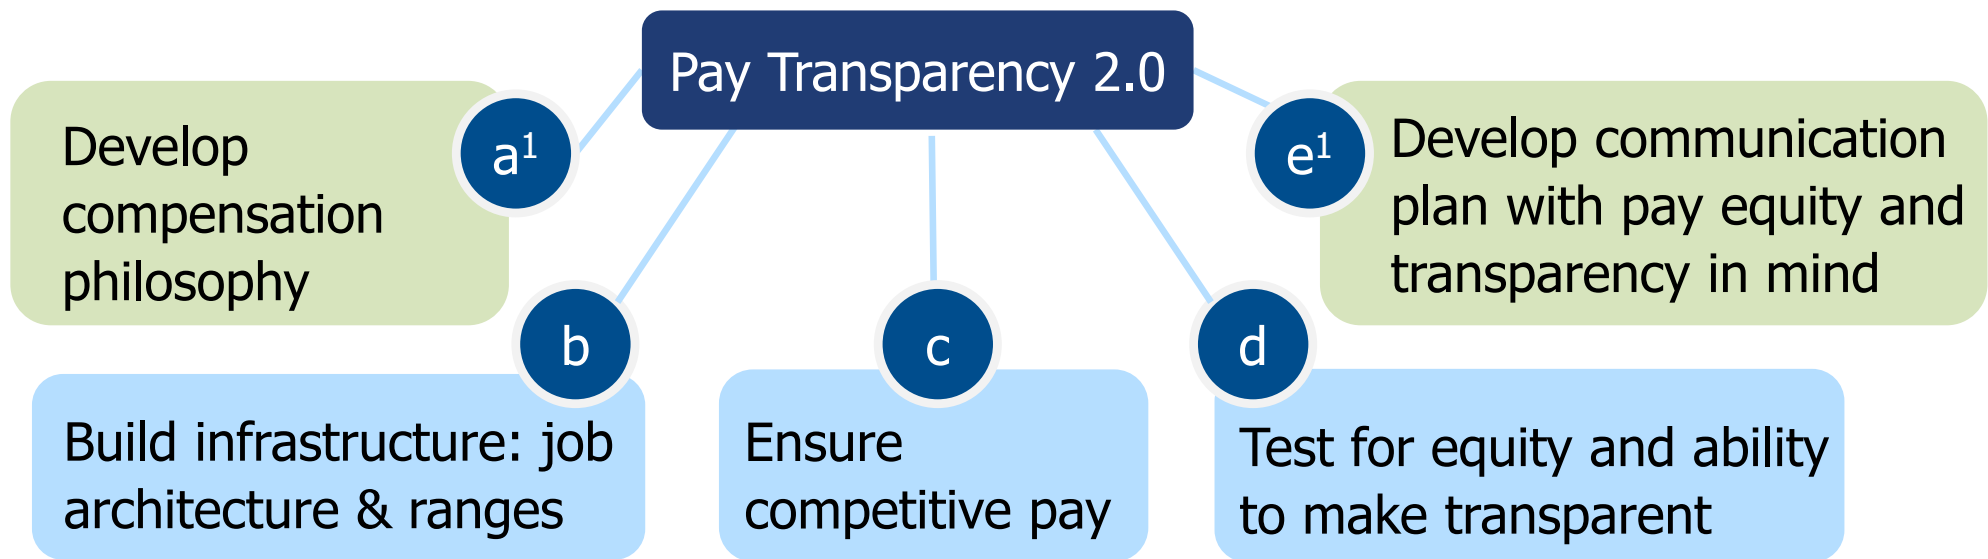 Pay Transparency 2.0
a¹
Develop
compensation
philosophy
b
Build infrastructure: job
architecture & ranges
c
Ensure
competitive pay
d
Test for equity and ability
to make transparent
e¹
Develop communication
plan with pay equity and
transparency in mind